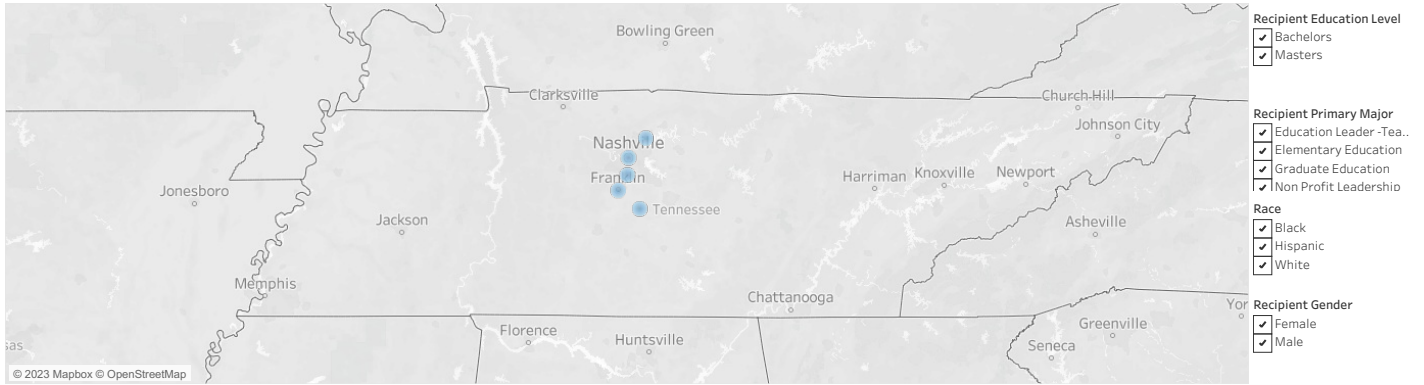 Bowling Green
Clarksville
Church Hill
Johnson City
Nashville
Franklin
Harriman
Knoxville
Newport
Jonesboro
Tennessee
Jackson
Asheville
Memphis
Chattanooga
Florence
Huntsville
Greenville
Seneca
Yor
sas
© 2023 Mapbox © OpenStreetMap
Recipient Education Level
Bachelors
Masters
Recipient Primary Major
Education Leader -Tea..
Elementary Education
Graduate Education
Non Profit Leadership
Race
Black
Hispanic
White
Recipient Gender
Female
Male